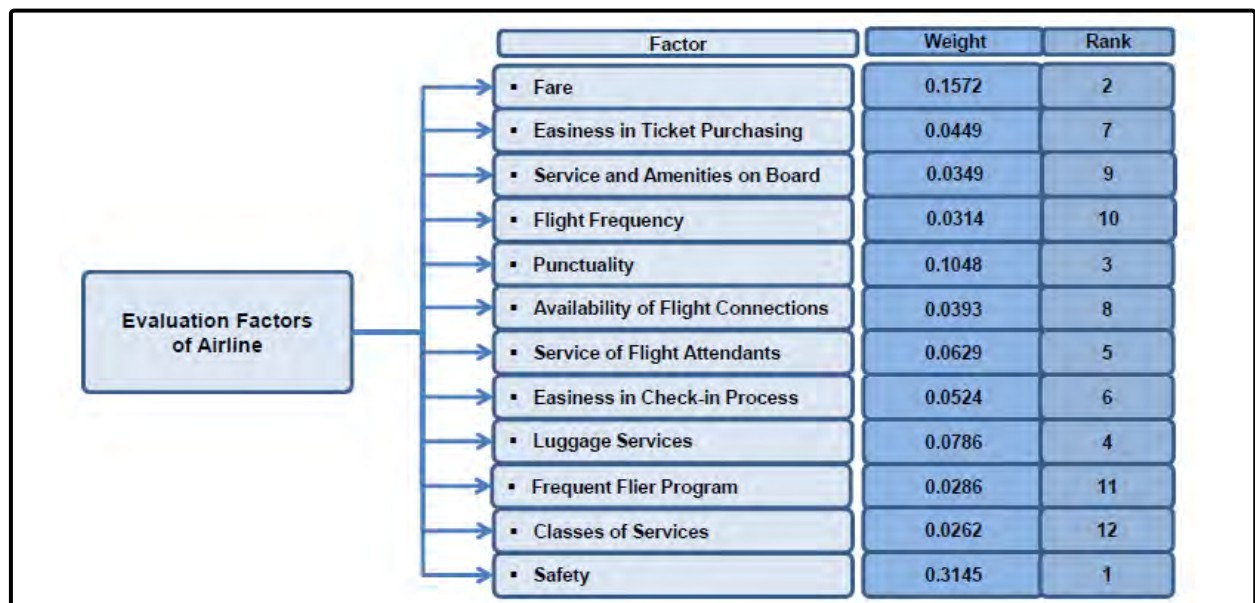 Factor Weight Rank
▪ Fare 0.1572 2
▪ Easiness in Ticket Purchasing 0.0449 7
▪ Service and Amenities on Board 0.0349 9
▪ Flight Frequency 0.0314 10
▪ Punctuality 0.1048 3
Evaluation Factors
of Airline
▪ Availability of Flight Connections 0.0393 8
▪ Service of Flight Attendants 0.0629 5
▪ Easiness in Check-in Process 0.0524 6
▪ Luggage Services 0.0786 4
▪ Frequent Flier Program 0.0286 11
▪ Classes of Services 0.0262 12
▪ Safety 0.3145 1